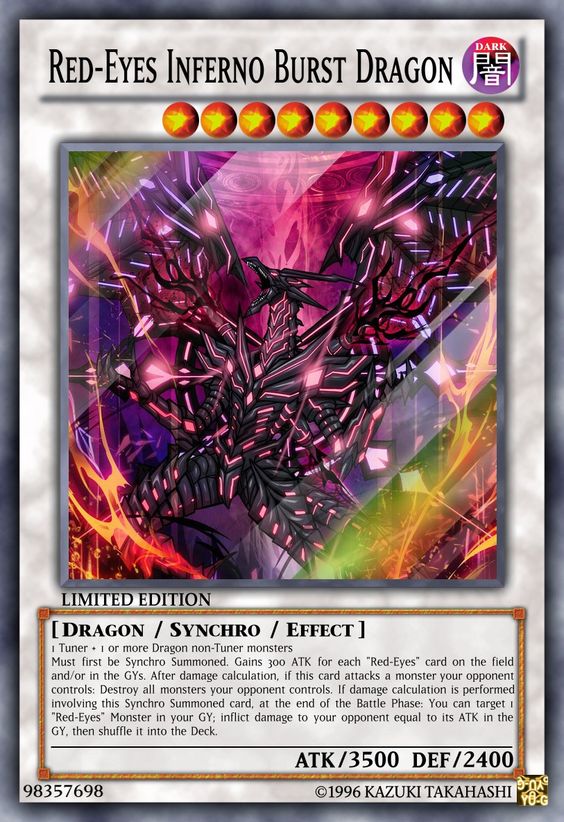 RED-EYES INFERNO BURST DRAGON
DARK
闇
LIMITED EDITION
[ DRAGON / SYNCHRO / EFFECT ]
1 Tuner + 1 or more Dragon non-Tuner monsters
Must first be Synchro Summoned. Gains 300 ATK for each "Red-Eyes" card on the field
and/or in the GYs. After damage calculation, if this card attacks a monster your opponent
controls: Destroy all monsters your opponent controls. If damage calculation is performed
involving this Synchro Summoned card, at the end of the Battle Phase: You can target 1
"Red-Eyes" Monster in your GY; inflict damage to your opponent equal to its ATK in the
GY, then shuffle it into the Deck.
ATK/3500 DEF/2400
98357698
©1996 KAZUKI TAKAHASHI